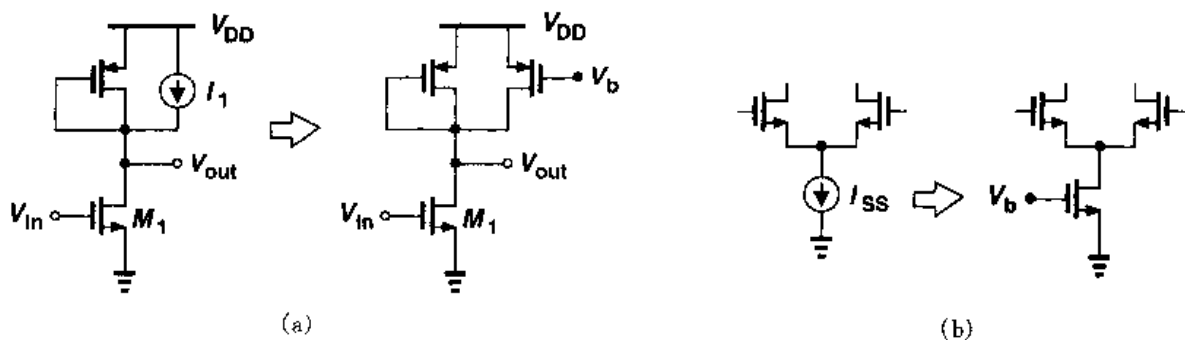 V_DD
I_1
V_out
V_in
M_1
V_DD
V_b
V_out
V_in
M_1
(a)
I_SS
V_b
(b)